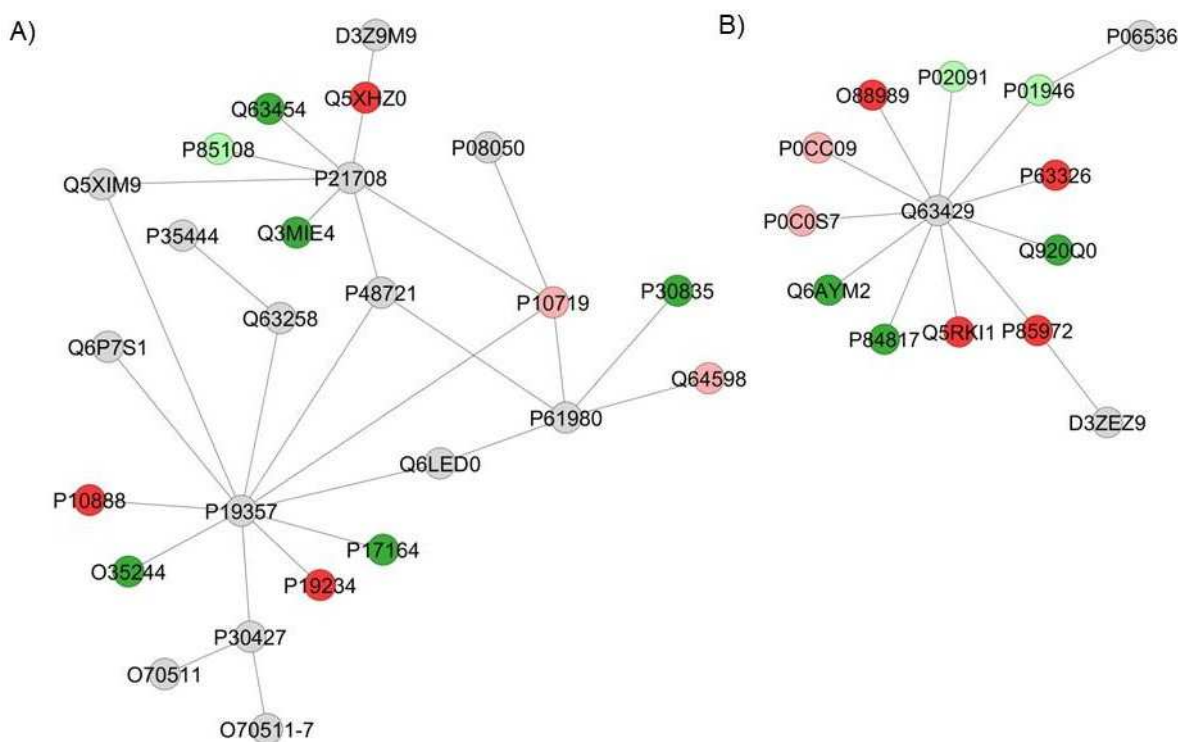 A)
D3Z9M9
Q5XHZ0
Q63454
P85108
P08050
Q5XIM9
P21708
P35444
Q3MIE4
P48721
P10719
P30835
Q63258
Q6P7S1
Q64598
P61980
Q6LED0
P10888
P19357
P17164
O35244
P19234
P30427
O70511
O70511-7
B)
P06536
P02091
P01946
O88989
P0CC09
P63326
P0C0S7
Q63429
Q920Q0
Q6AYM2
P84817
Q5RKI1
P85972
D3ZEZ9